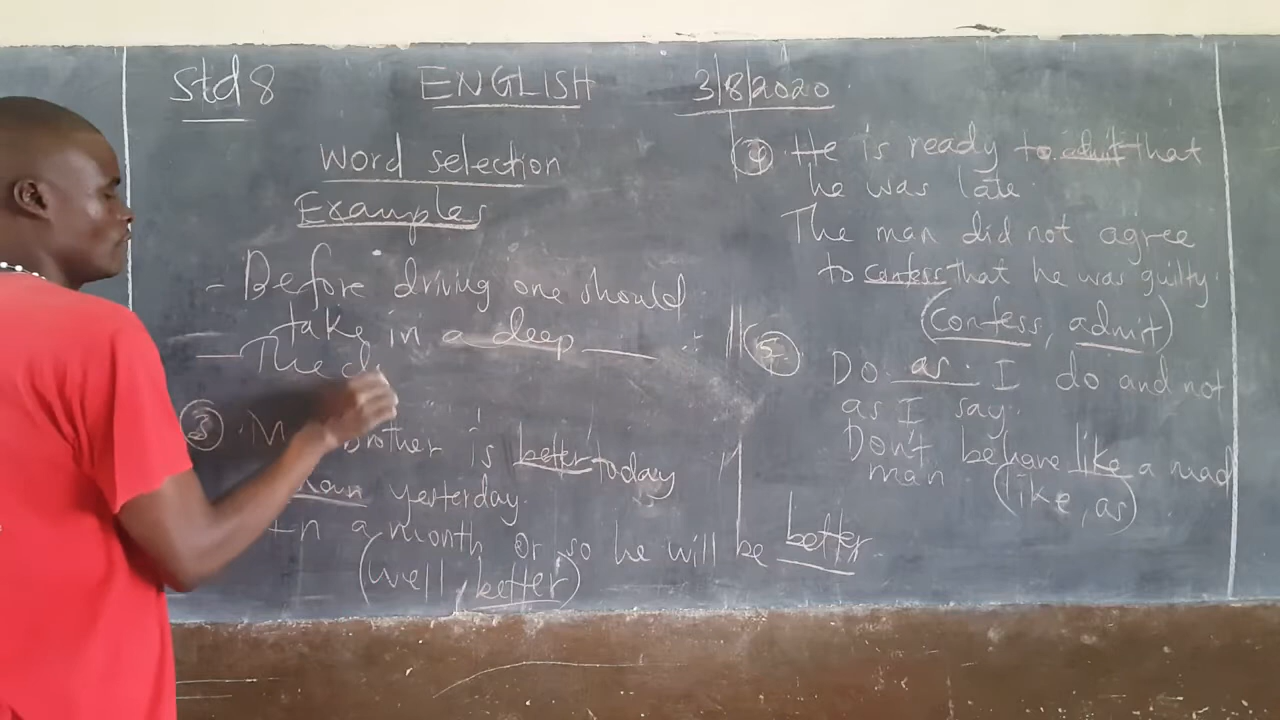 Std 8 ENGLISH 3/8/2020
Word selection
Examples
- Before driving one should
take in a deep ___.
- The d
③. M brother is better today
than yesterday.
In a month or so he will be better
(well, better)
④ He is ready to admit that
he was late.
The man did not agree
to confess that he was guilty.
(confess, admit)
⑤ Do as I do and not
as I say.
Don't behave like a mad
man.
(like, as)